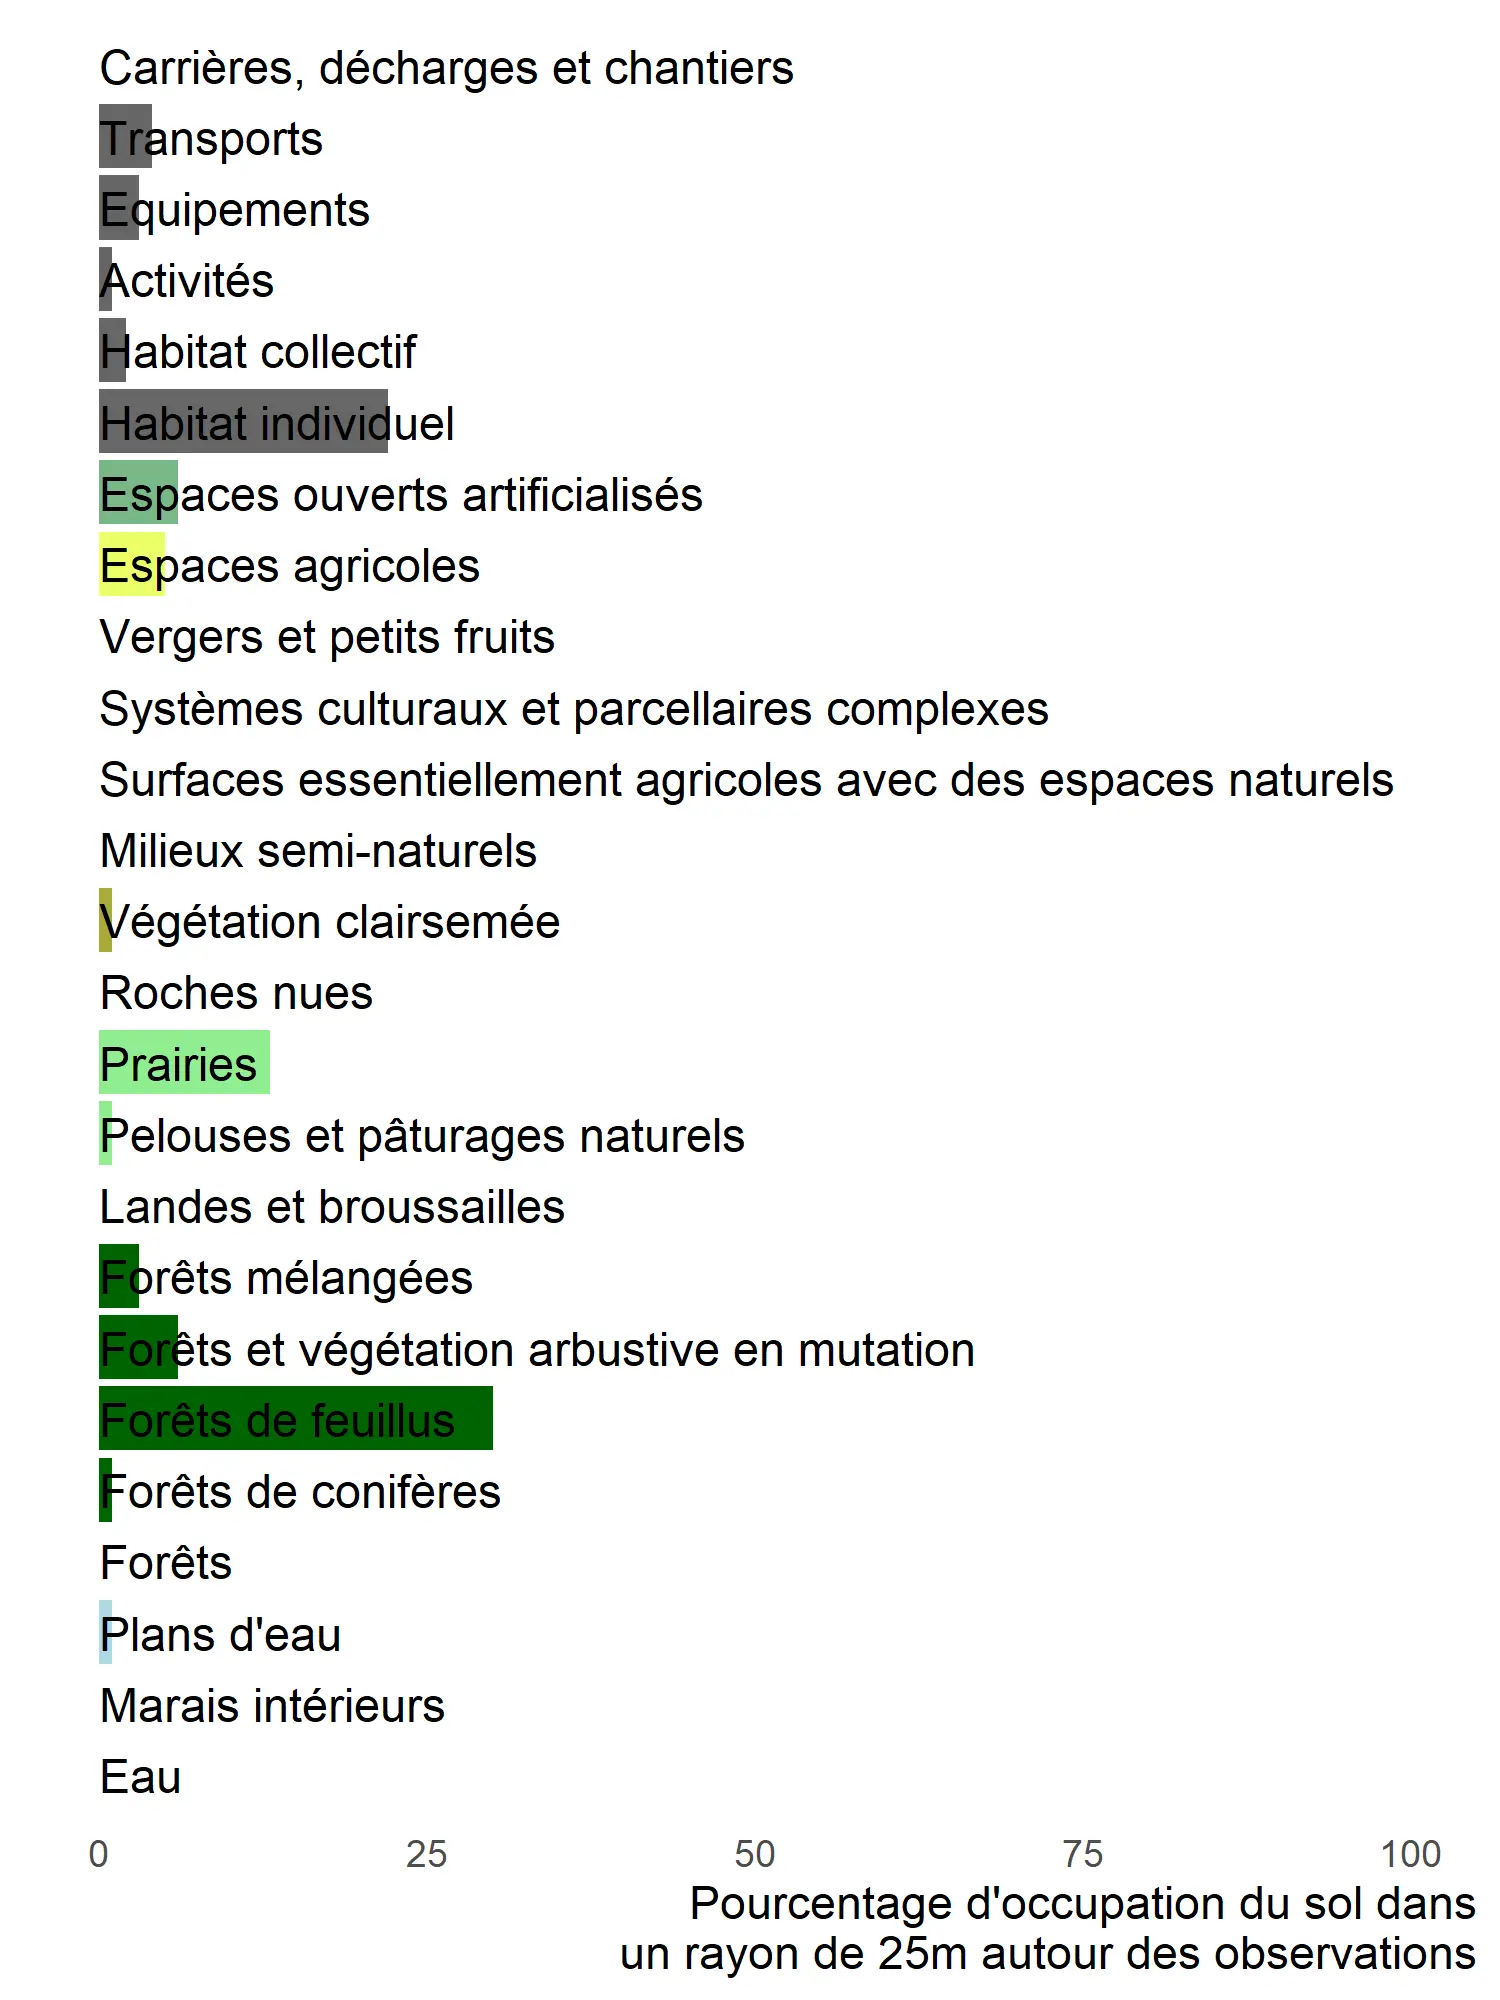 Carrières, décharges et chantiers
Transports
Equipements
Activités
Habitat collectif
Habitat individuel
Espaces ouverts artificialisés
Espaces agricoles
Vergers et petits fruits
Systèmes culturaux et parcellaires complexes
Surfaces essentiellement agricoles avec des espaces naturels
Milieux semi-naturels
Végétation clairsemée
Roches nues
Prairies
Pelouses et pâturages naturels
Landes et broussailles
Forêts mélangées
Forêts et végétation arbustive en mutation
Forêts de feuillus
Forêts de conifères
Forêts
Plans d'eau
Marais intérieurs
Eau
0 25 50 75 100
Pourcentage d'occupation du sol dans
un rayon de 25m autour des observations